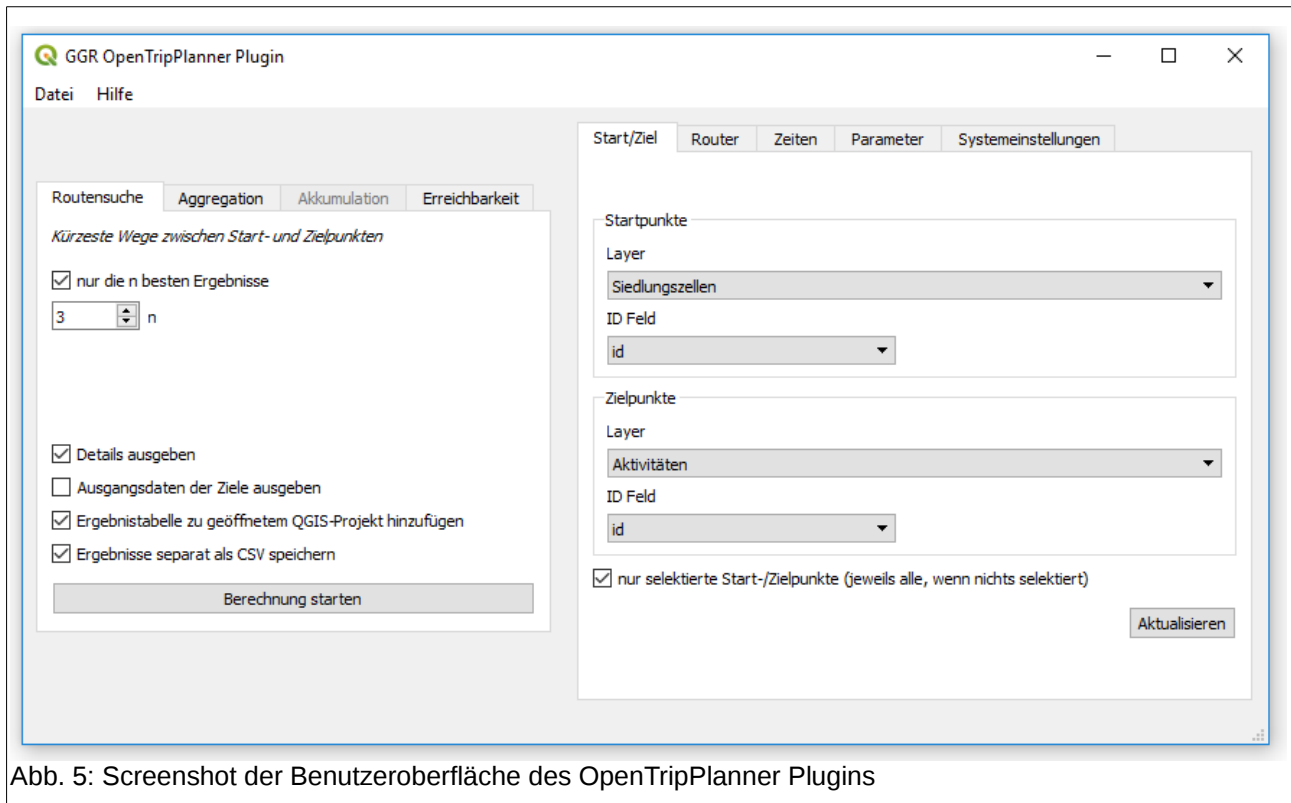 GGR OpenTripPlanner Plugin
Datei Hilfe
Routensuche Aggregation Akkumulation Erreichbarkeit
Kürzeste Wege zwischen Start- und Zielpunkten
nur die n besten Ergebnisse
3 n
Details ausgeben
Ausgangsdaten der Ziele ausgeben
Ergebnistabelle zu geöffnetem QGIS-Projekt hinzufügen
Ergebnisse separat als CSV speichern
Berechnung starten
Start/Ziel Router Zeiten Parameter Systemeinstellungen
Startpunkte
Layer
Siedlungszellen
ID Feld
id
Zielpunkte
Layer
Aktivitäten
ID Feld
id
nur selektierte Start-/Zielpunkte (jeweils alle, wenn nichts selektiert)
Aktualisieren
Abb. 5: Screenshot der Benutzeroberfläche des OpenTripPlanner Plugins